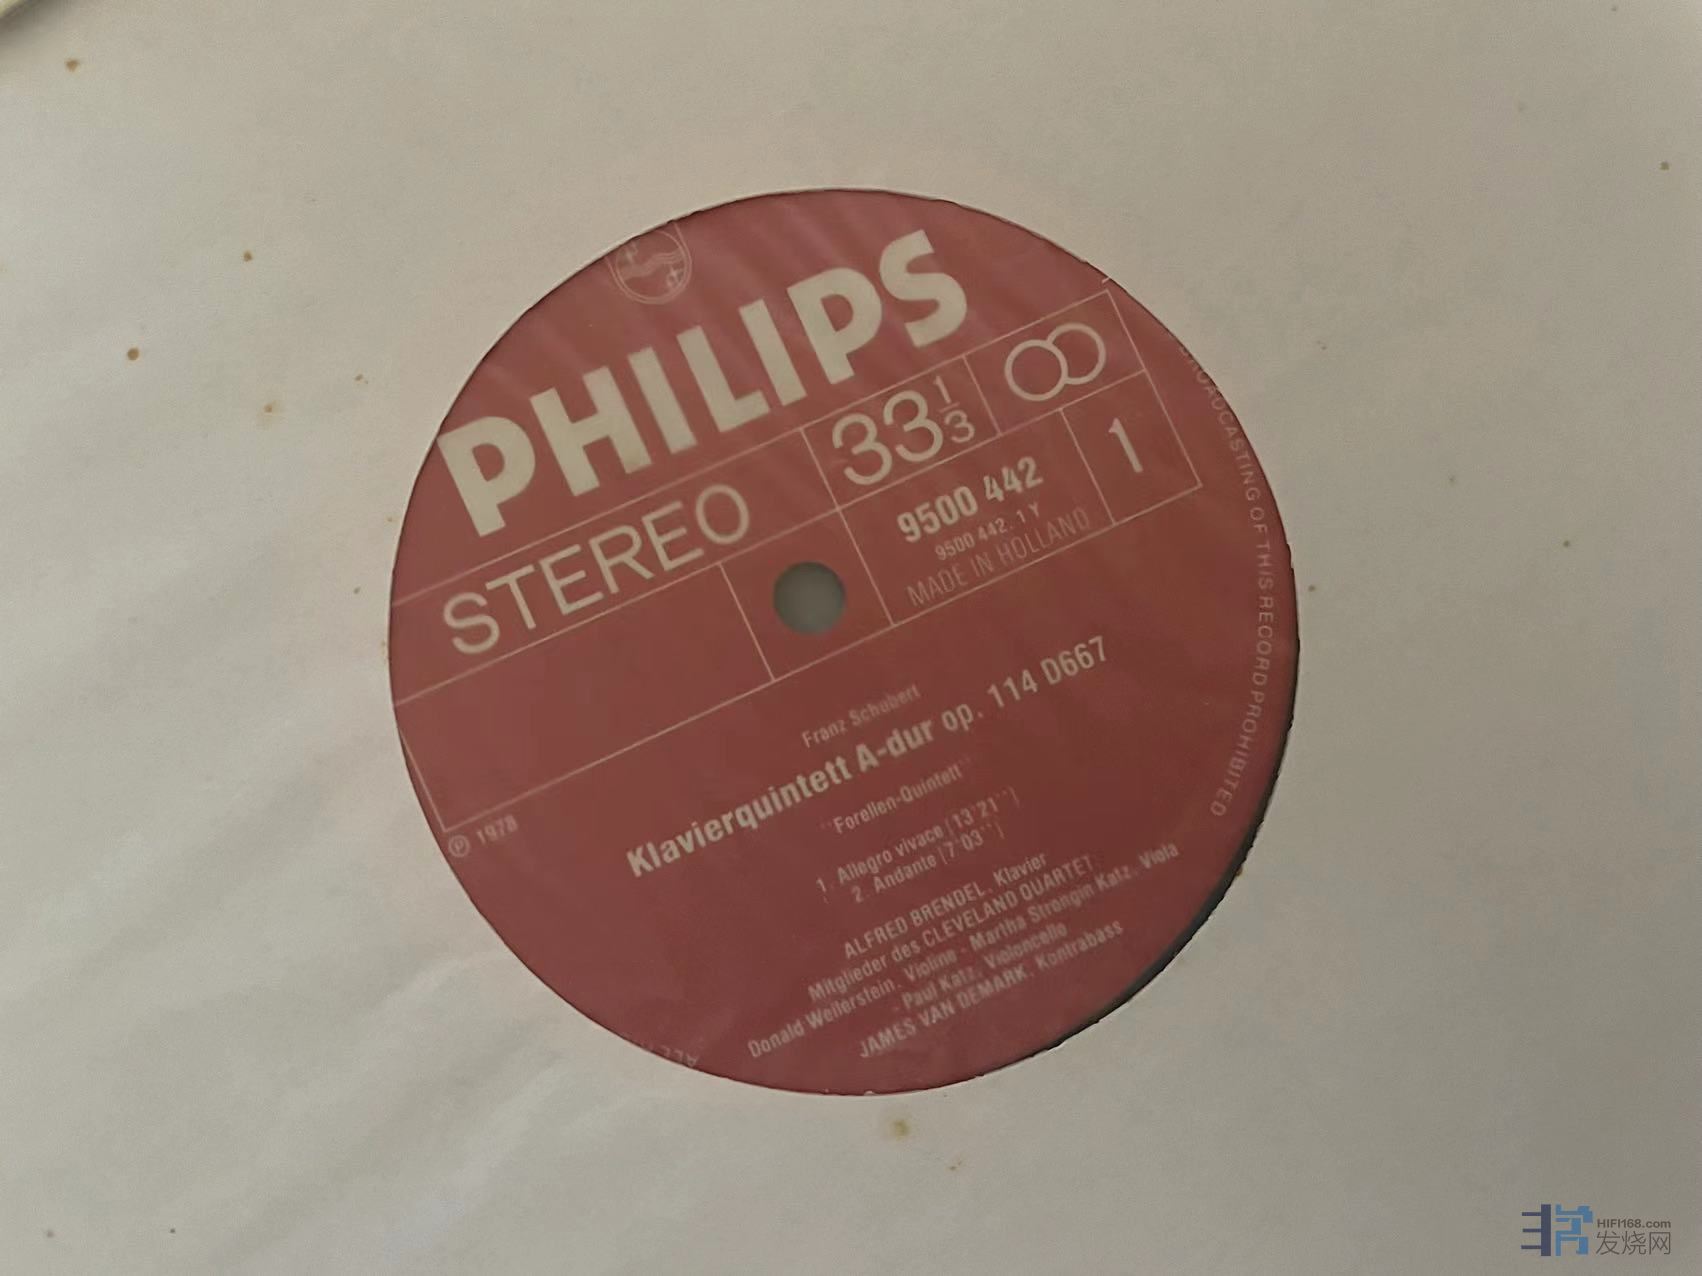 PHILIPS
STEREO
33 1/3
9500 442
9500 442. 1 Y
MADE IN HOLLAND
1
Franz Schubert
Klavierquintett A-dur op. 114 D667
"Forellen-Quintett"
1. Allegro vivace (13'21'')
2. Andante (7'03'')
ALFRED BRENDEL, Klavier
Mitglieder des CLEVELAND QUARTET
Donald Weilerstein, Violine - Martha Strongin Katz, Viola
- Paul Katz, Violoncello
JAMES VAN DEMARK, Kontrabass
℗ 1978
BROADCASTING OF THIS RECORD PROHIBITED
ALL
HIFI168.com
发烧网